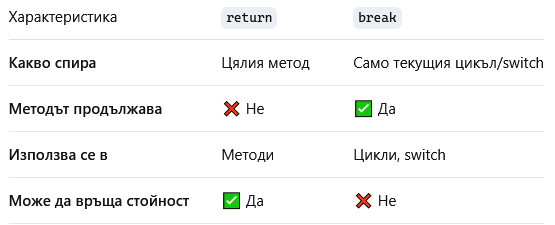 Характеристика return break
Какво спира Целия метод Само текущия цикъл/switch
Методът продължава ❌ Не ✅ Да
Използва се в Методи Цикли, switch
Може да връща стойност ✅ Да ❌ Не